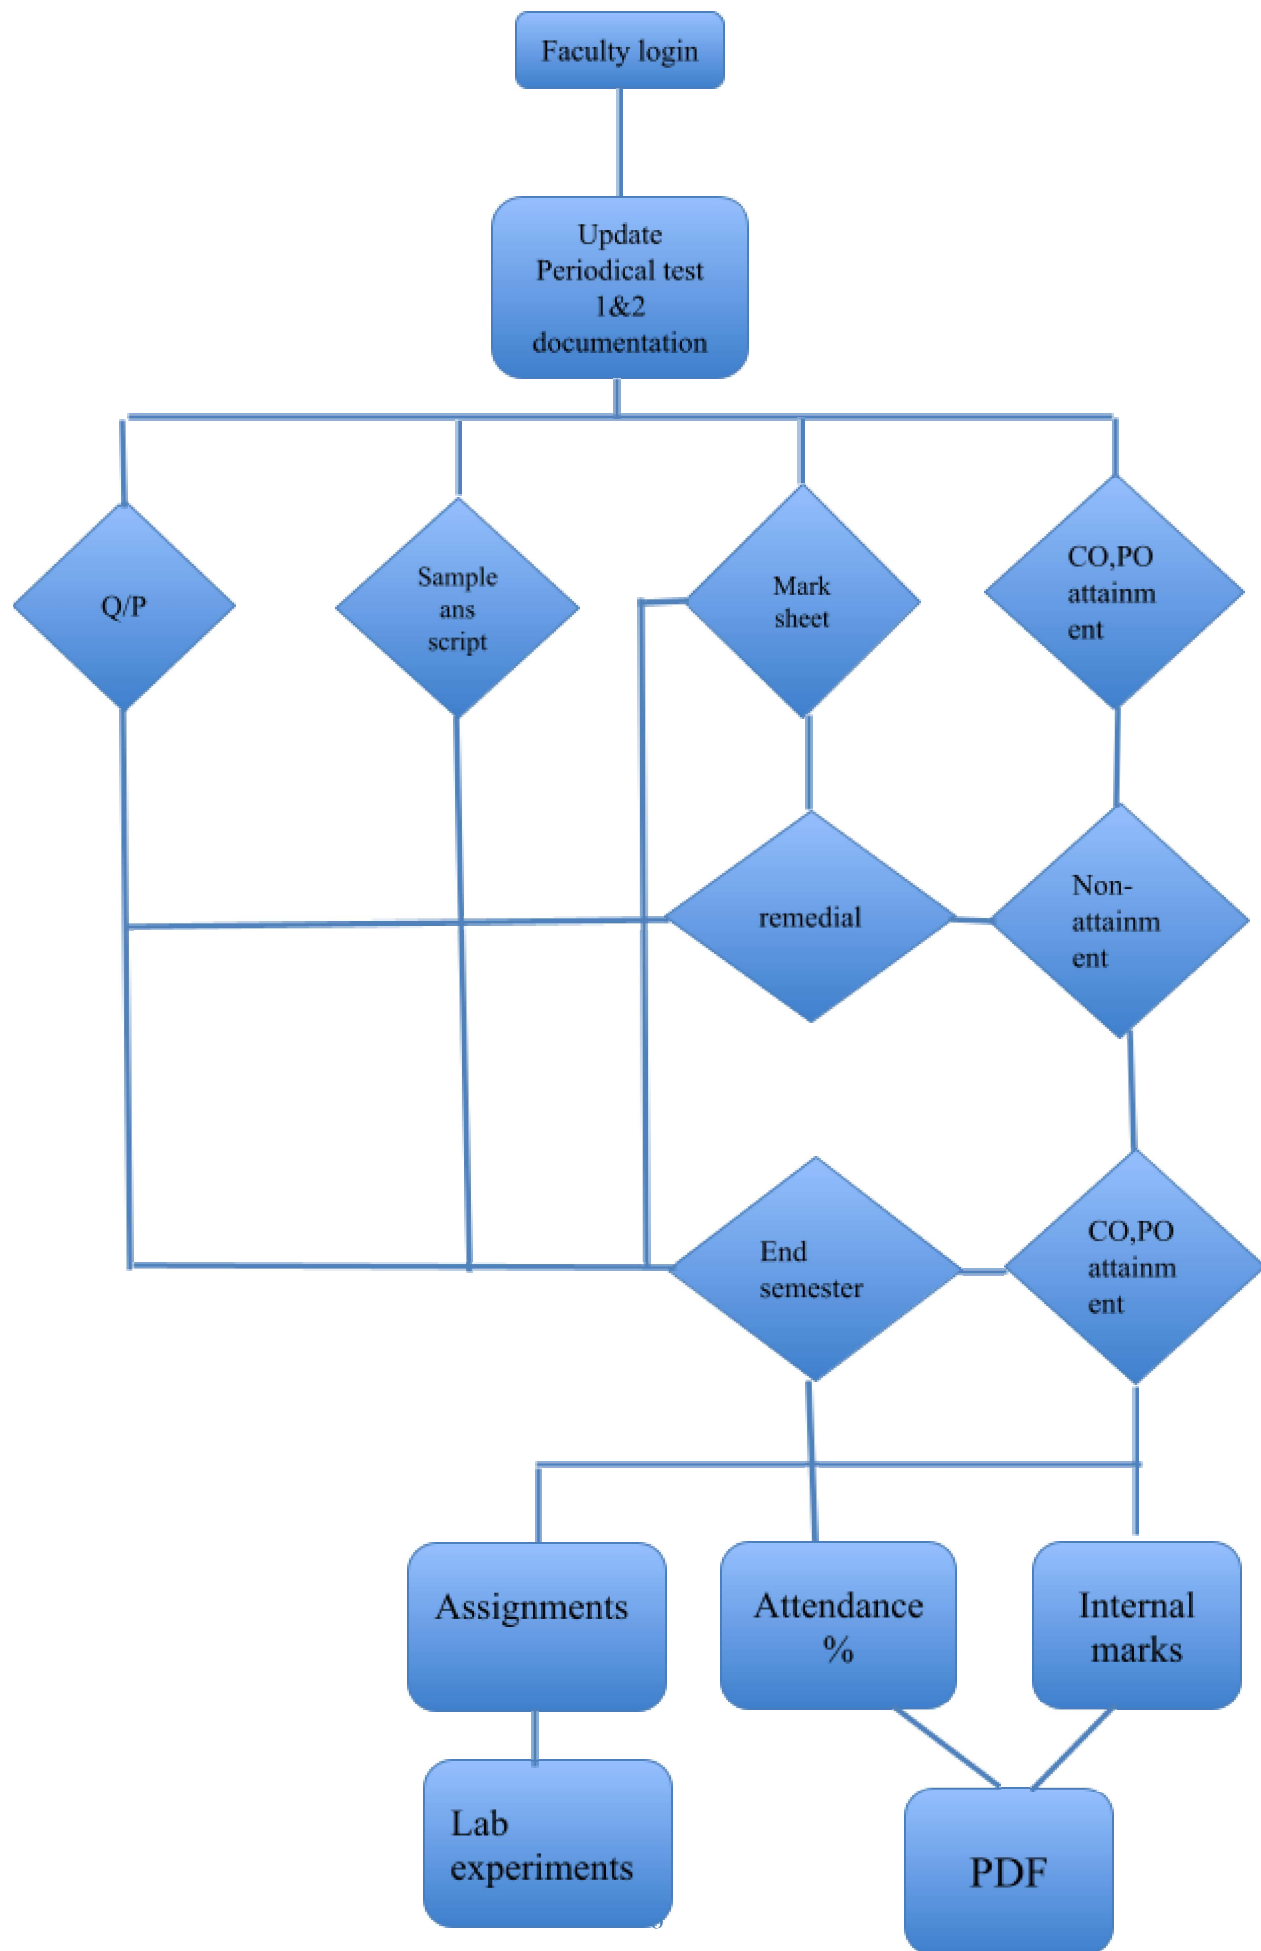 Faculty login
Update
Periodical test
1&2
documentation
Q/P
Sample
ans
script
Mark
sheet
CO,PO
attainm
ent
remedial
Non-
attainm
ent
End
semester
CO,PO
attainm
ent
Assignments
Attendance
%
Internal
marks
Lab
experiments
PDF